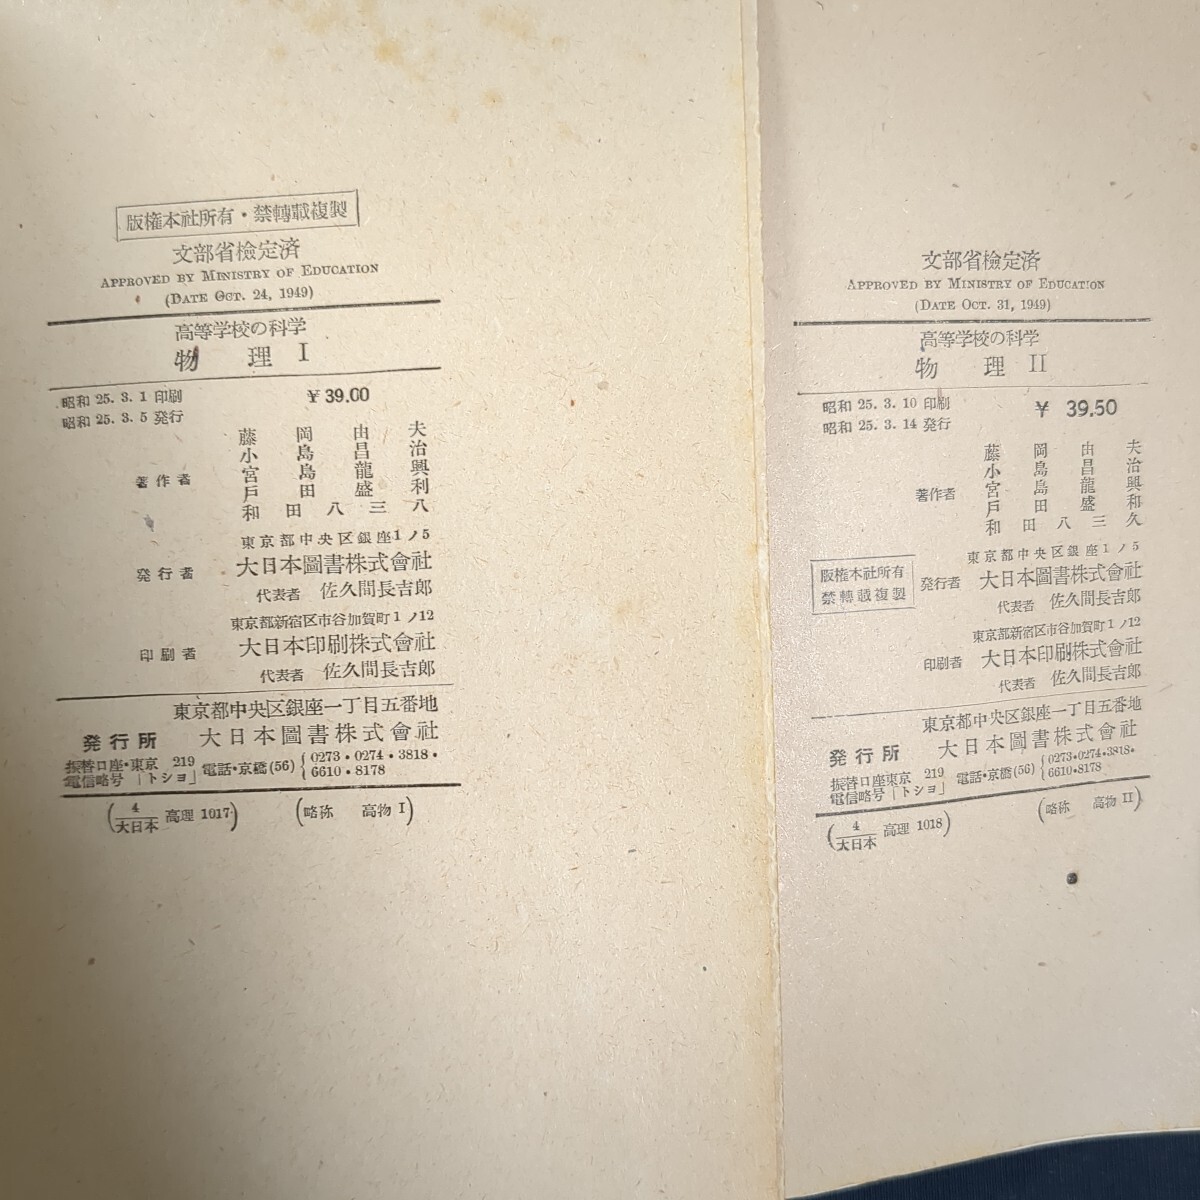 版権本社所有・禁轉載複製
文部省檢定済
APPROVED BY MINISTRY OF EDUCATION
(DATE OCT. 24, 1949)
高等学校の科学
物 理 I
昭和 25. 3. 1 印刷
昭和 25. 3. 5 発行
¥ 39.00
著作者
藤 岡 由 夫
小 島 昌 治
宮 島 龍 興
戸 田 盛 利
和 田 八 三 八
東京都中央区銀座1ノ5
発行者 大日本圖書株式會社
代表者 佐久間長吉郎
東京都新宿区市谷加賀町1ノ12
印刷者 大日本印刷株式會社
代表者 佐久間長吉郎
東京都中央区銀座一丁目五番地
発行所 大日本圖書株式會社
振替口座・東京 219
電信略号「トショ」
電話・京橋(56) {0273・0274・3818・
6610・8178
(4/大日本 高理 1017)
(略称 高物 I)
文部省檢定済
APPROVED BY MINISTRY OF EDUCATION
(DATE OCT. 31, 1949)
高等学校の科学
物 理 II
昭和 25. 3. 10 印刷
昭和 25. 3. 14 発行
¥ 39.50
著作者
藤 岡 由 夫
小 島 昌 治
宮 島 龍 興
戸 田 盛 和
和 田 八 三 久
東京都中央区銀座1ノ5
版権本社所有
禁轉載複製
発行者 大日本圖書株式會社
代表者 佐久間長吉郎
東京都新宿区市谷加賀町1ノ12
印刷者 大日本印刷株式會社
代表者 佐久間長吉郎
東京都中央区銀座一丁目五番地
発行所 大日本圖書株式會社
振替口座東京 219
電信略号「トショ」
電話・京橋(56) {0273・0274・3818・
6610・8178
(4/大日本 高理 1018)
(略称 高物 II)